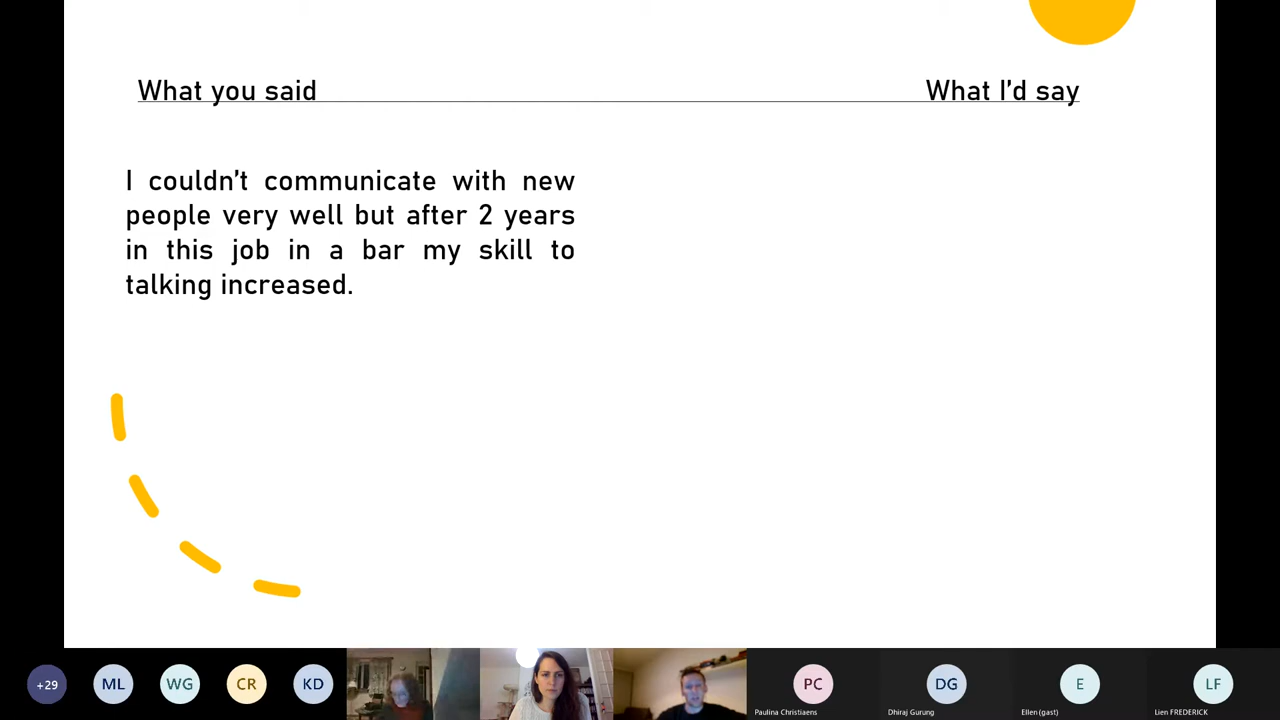 What you said
What I'd say
I couldn't communicate with new
people very well but after 2 years
in this job in a bar my skill to
talking increased.
+29
ML
WG
CR
KD
PC
DG
E
LF
Paulina Christiaens
Dhiraj Gurung
Ellen (gast)
Lien FREDERICK